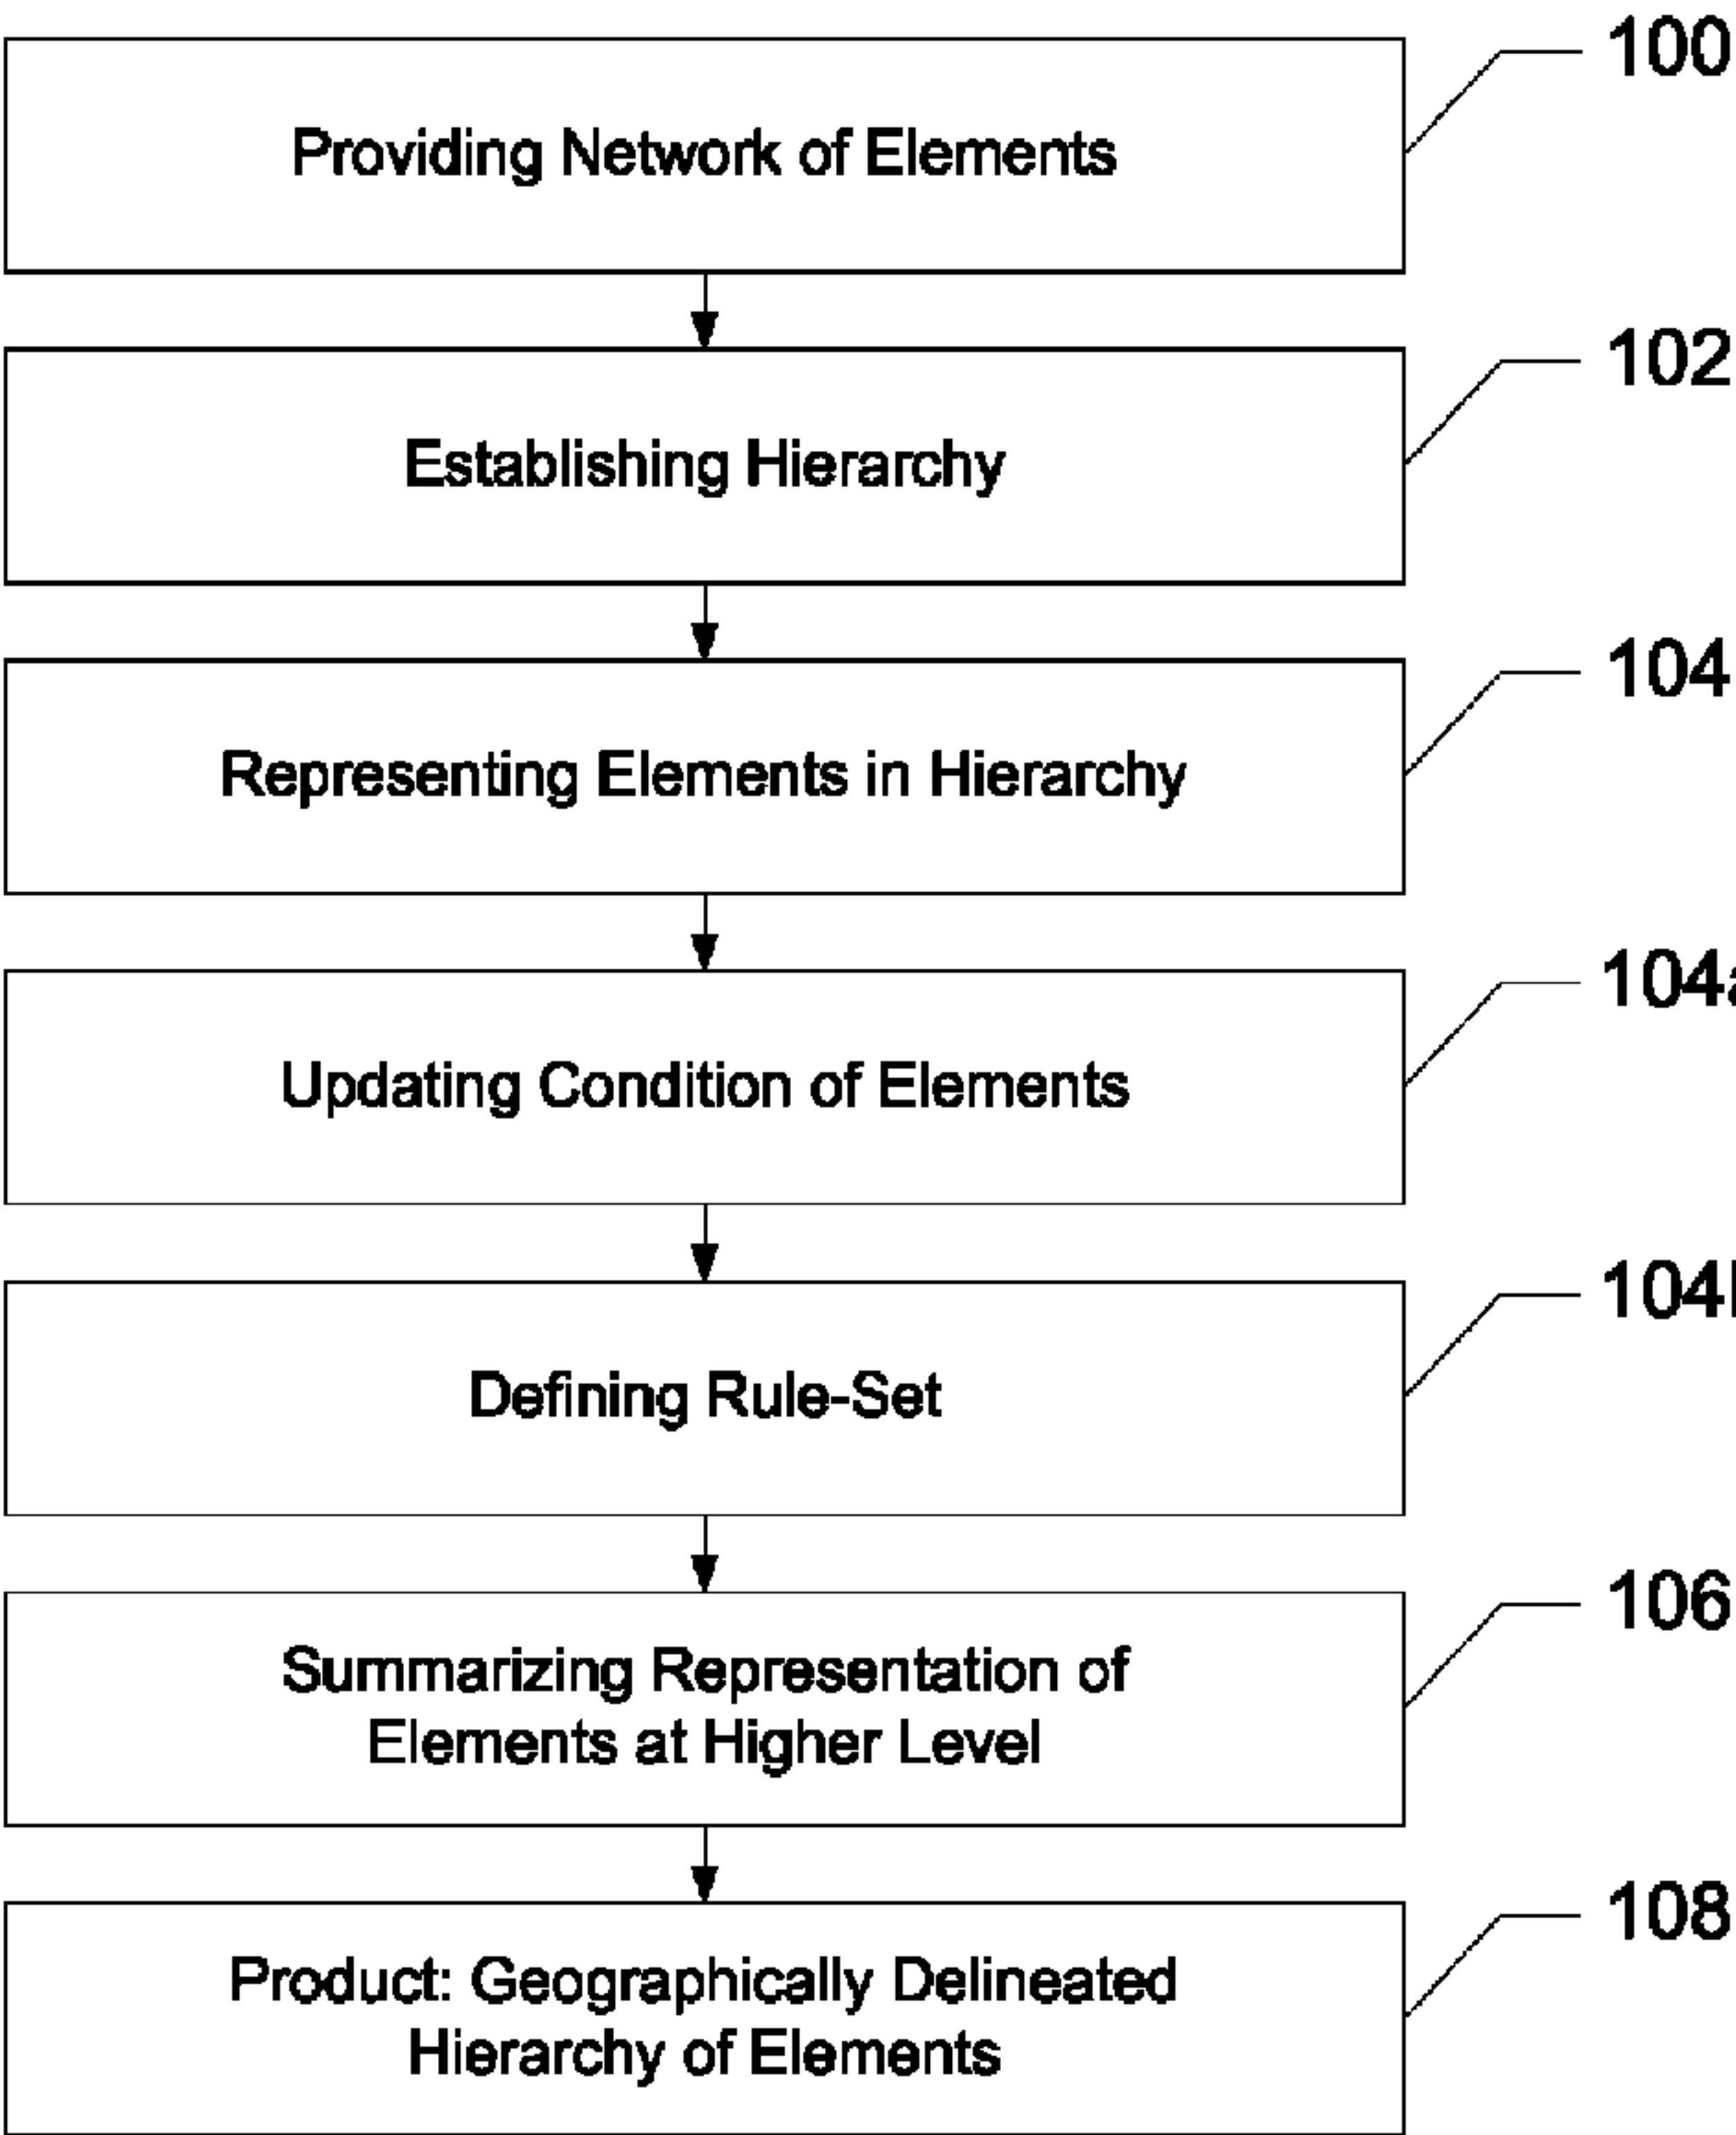 100
Providing Network of Elements
102
Establishing Hierarchy
104
Representing Elements in Hierarchy
104a
Updating Condition of Elements
Defining Rule-Set
106
Summarizing Representation of
Elements at Higher Level
108
Product: Geographically Delineated
Hierarchy of Elements